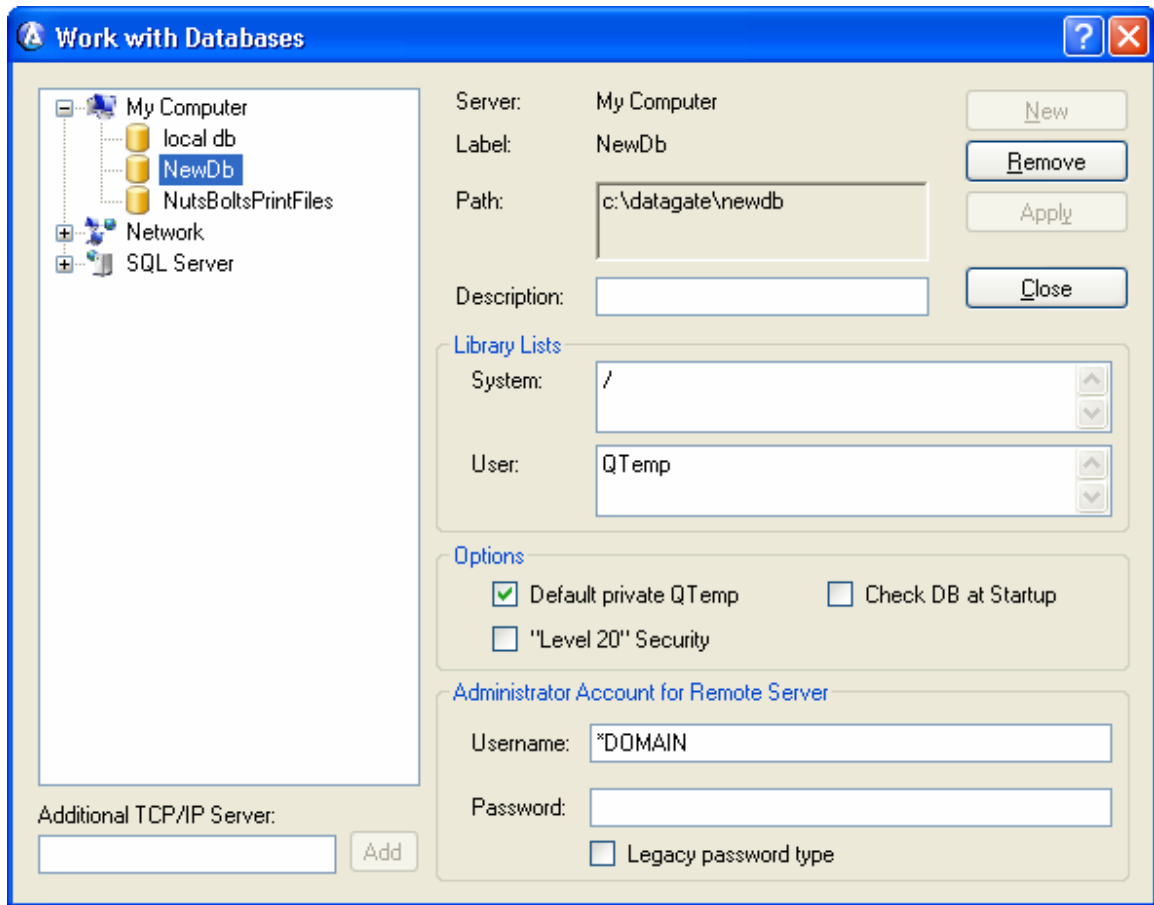 Work with Databases
My Computer
local db
NewDb
NutsBoltsPrintFiles
Network
SQL Server
Additional TCP/IP Server:
Add
Server: My Computer
Label: NewDb
Path: c:\datagate\newdb
Description:
New
Remove
Apply
Close
Library Lists
System: /
User: QTemp
Options
Default private QTemp
Check DB at Startup
"Level 20" Security
Administrator Account for Remote Server
Username: *DOMAIN
Password:
Legacy password type